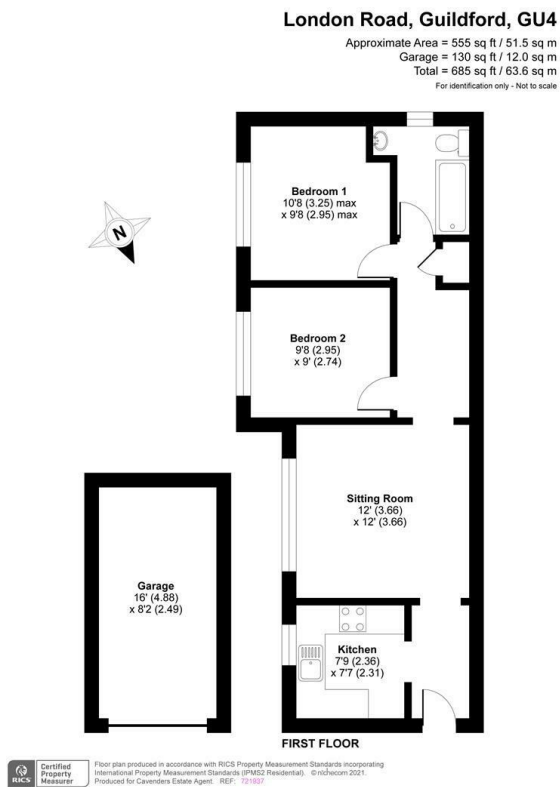 London Road, Guildford, GU4
Approximate Area = 555 sq ft / 51.5 sq m
Garage = 130 sq ft / 12.0 sq m
Total = 685 sq ft / 63.6 sq m
For identification only - Not to scale
Bedroom 1
10'8 (3.25) max
x 9'8 (2.95) max
N
Bedroom 2
9'8 (2.95)
x 9' (2.74)
Sitting Room
12' (3.66)
x 12' (3.66)
Garage
16' (4.88)
x 8'2 (2.49)
Kitchen
7'9 (2.36)
x 7'7 (2.31)
FIRST FLOOR
RICS
Certified
Property
Measurer
Floor plan produced in accordance with RICS Property Measurement Standards incorporating
International Property Measurement Standards (IPMS2 Residential). © nichecom 2021.
Produced for Cavenders Estate Agent. REF: 721937